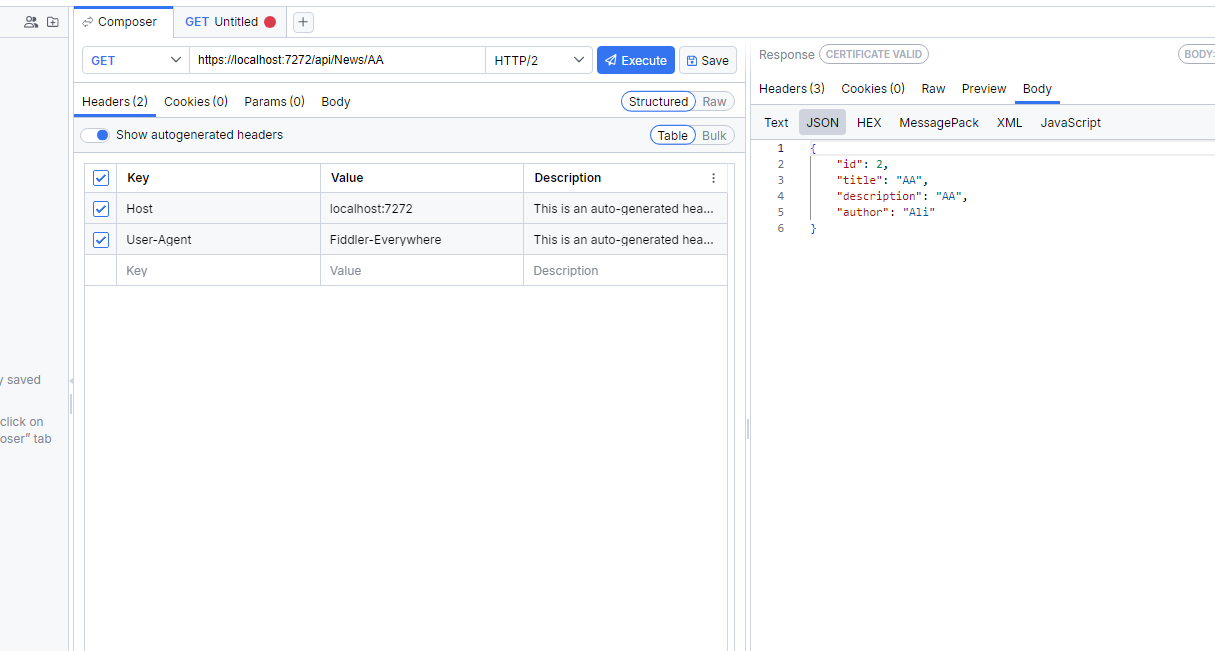 Composer
GET Untitled
GET https://localhost:7272/api/News/AA HTTP/2 Execute Save
Headers (2) Cookies (0) Params (0) Body Structured Raw
Show autogenerated headers Table Bulk
Key Value Description
Host localhost:7272 This is an auto-generated hea...
User-Agent Fiddler-Everywhere This is an auto-generated hea...
Key Value Description
y saved
click on
oser" tab
Response CERTIFICATE VALID BODY:
Headers (3) Cookies (0) Raw Preview Body
Text JSON HEX MessagePack XML JavaScript
1 {
2 "id": 2,
3 "title": "AA",
4 "description": "AA",
5 "author": "Ali"
6 }